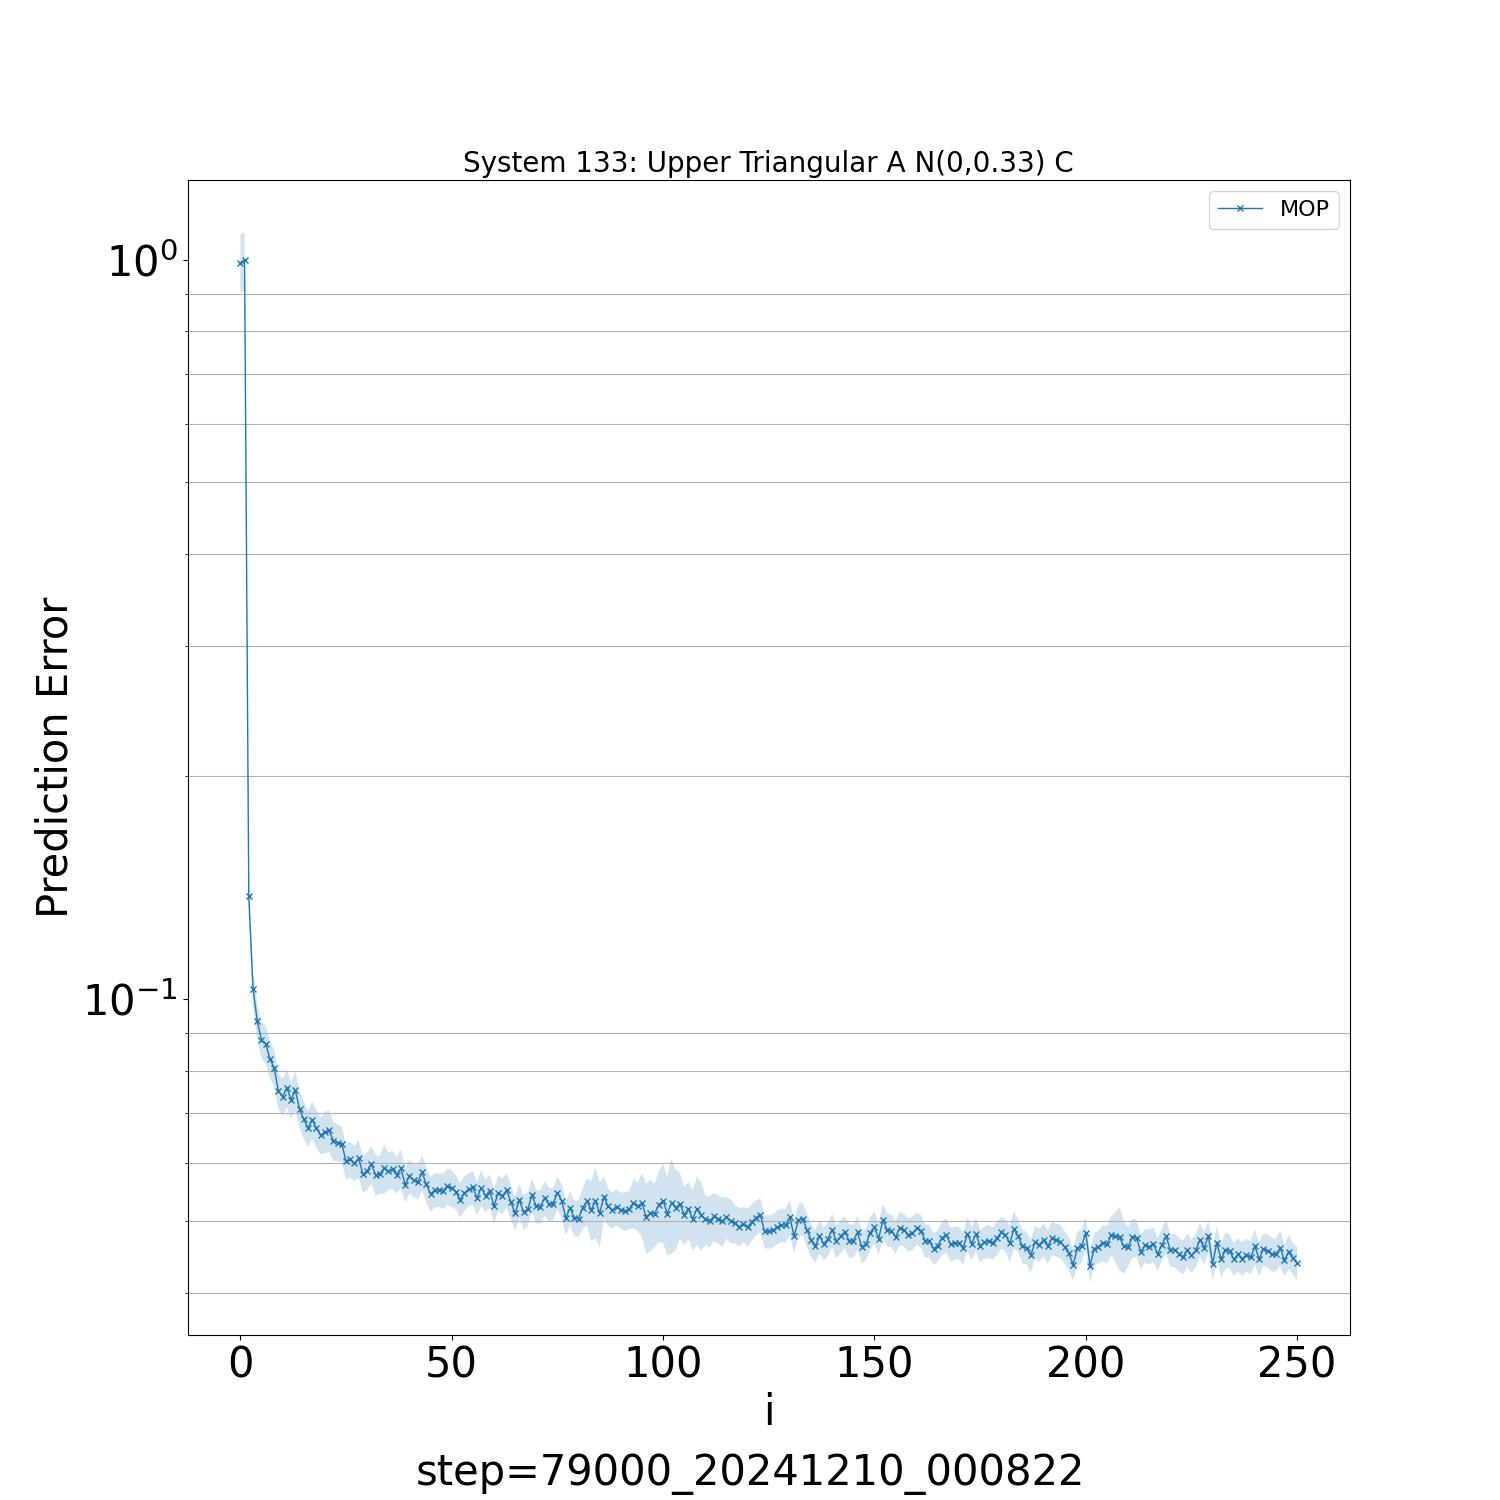 System 133: Upper Triangular A N(0,0.33) C
MOP
10⁰
10⁻¹
Prediction Error
0 50 100 150 200 250
i
step=79000_20241210_000822